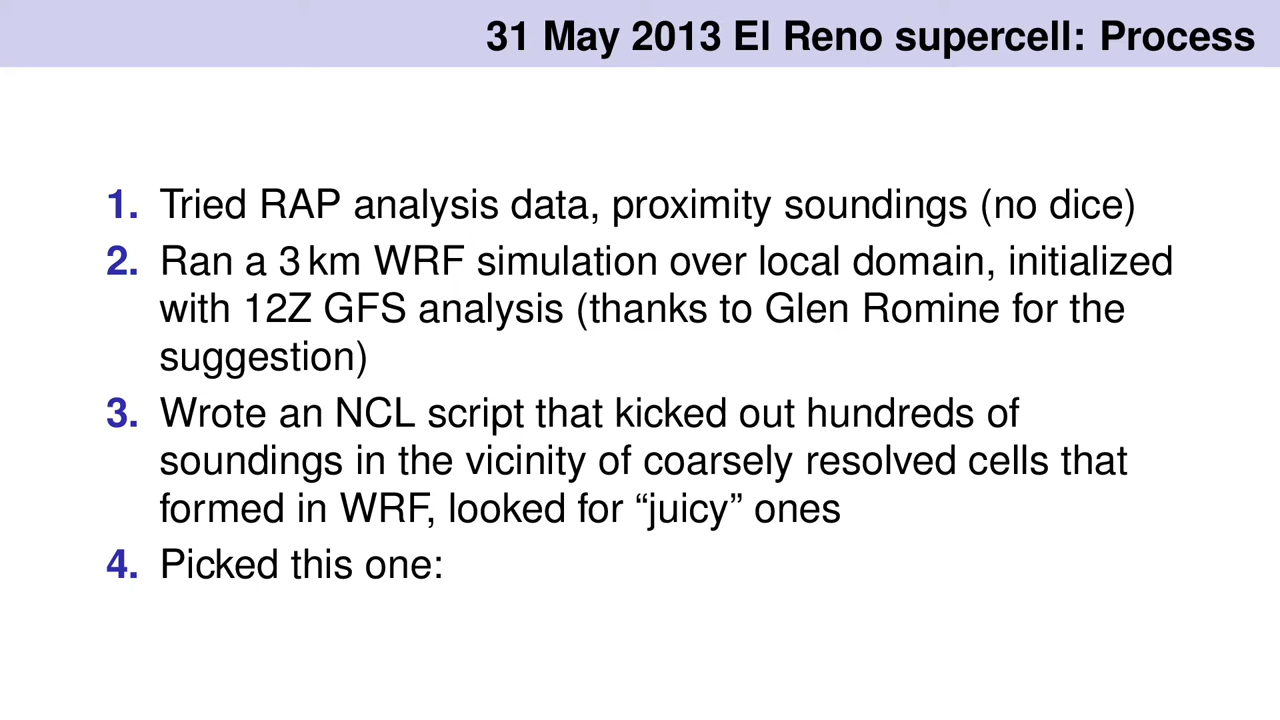 31 May 2013 El Reno supercell: Process
1. Tried RAP analysis data, proximity soundings (no dice)
2. Ran a 3 km WRF simulation over local domain, initialized
with 12Z GFS analysis (thanks to Glen Romine for the
suggestion)
3. Wrote an NCL script that kicked out hundreds of
soundings in the vicinity of coarsely resolved cells that
formed in WRF, looked for “juicy” ones
4. Picked this one: